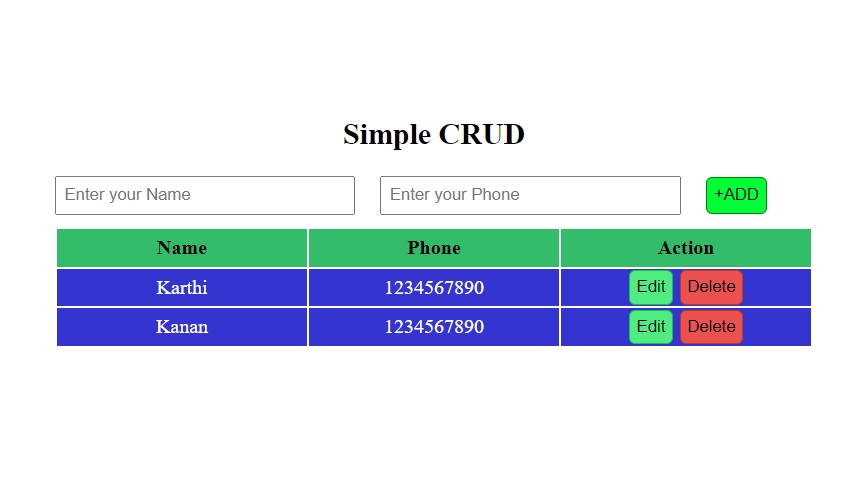 Simple CRUD
Enter your Name Enter your Phone +ADD
Name Phone Action
Karthi 1234567890 Edit Delete
Kanan 1234567890 Edit Delete